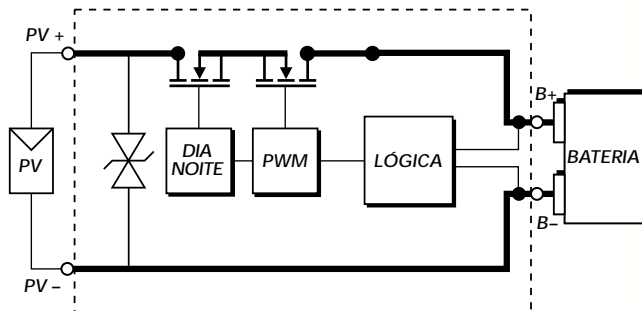 PV +
PV
DIA
NOITE
PWM
LÓGICA
B+
BATERIA
B–
PV –